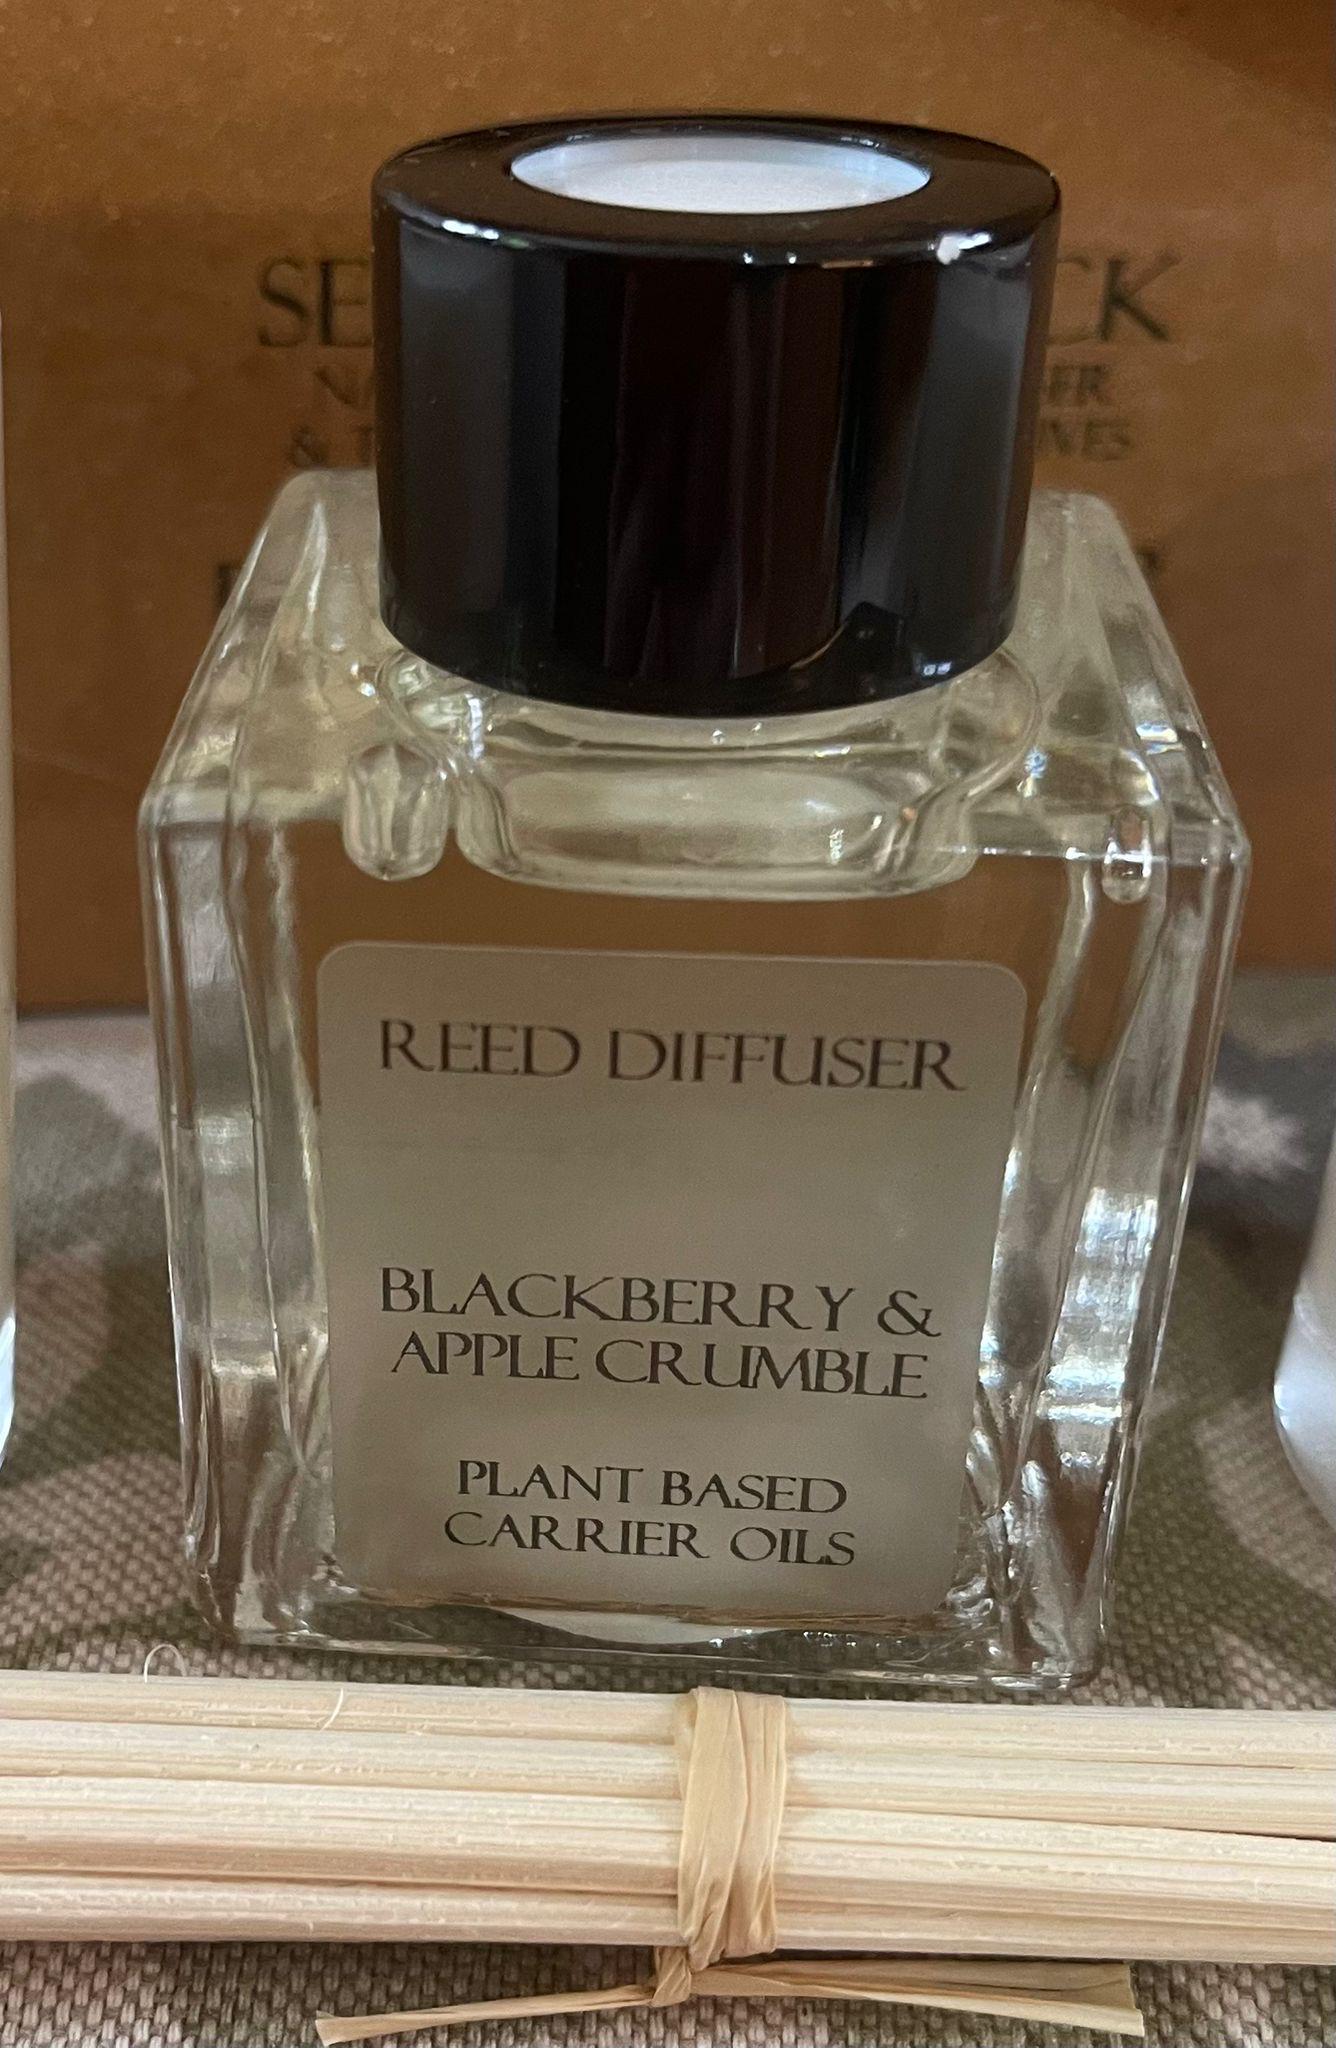 REED DIFFUSER
BLACKBERRY &
APPLE CRUMBLE
PLANT BASED
CARRIER OILS